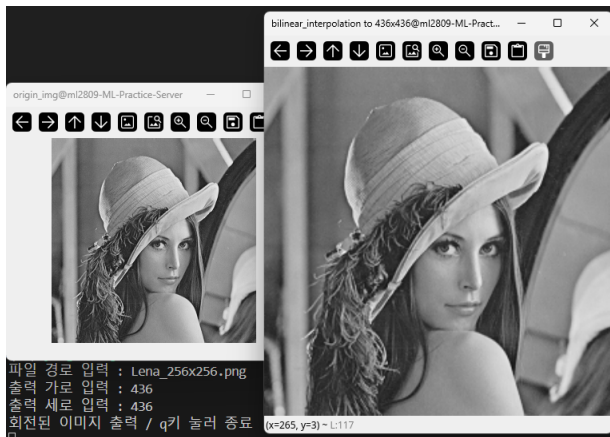 bilinear_interpolation to 436x436@ml2809-ML-Pract...
origin_img@ml2809-ML-Practice-Server
파일 경로 입력 : Lena_256x256.png
출력 가로 입력 : 436
출력 세로 입력 : 436
회전된 이미지 출력 / q키 눌러 종료
(x=265, y=3) ~ L:117